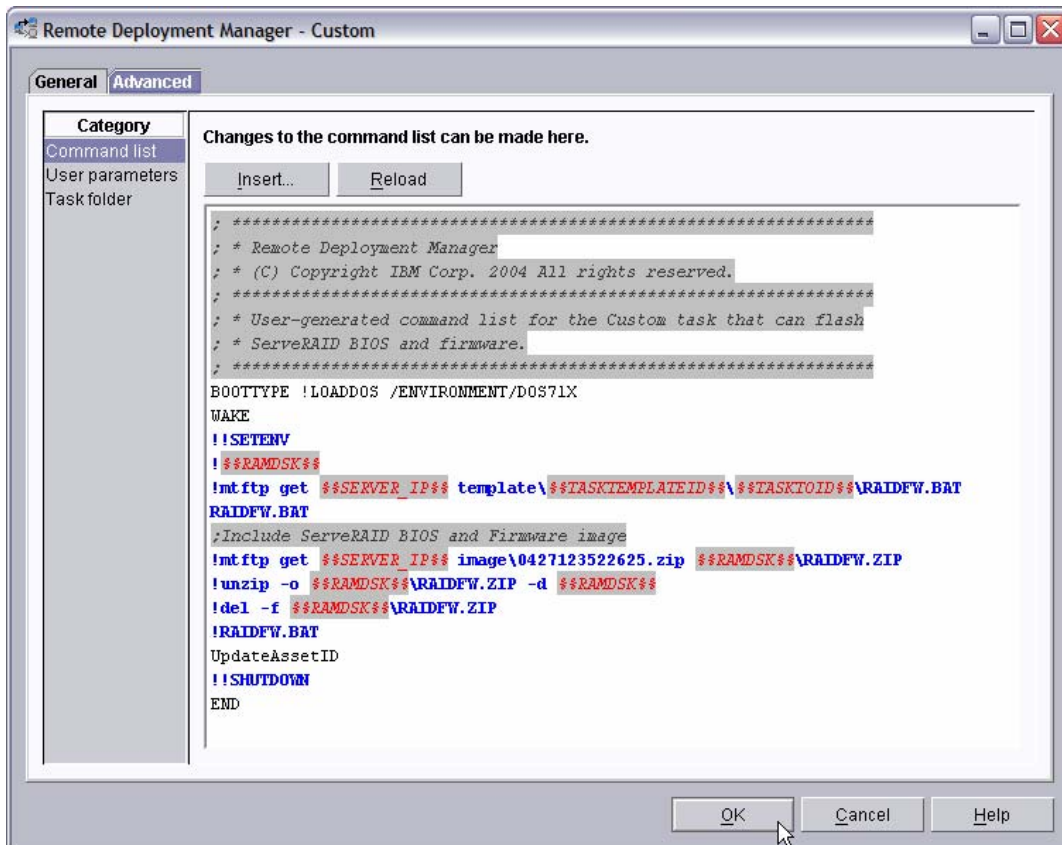 Remote Deployment Manager - Custom
General Advanced
Category
Command list
User parameters
Task folder
Changes to the command list can be made here.
Insert... Reload
; *****************************************************************
; * Remote Deployment Manager
; * (C) Copyright IBM Corp. 2004 All rights reserved.
; *****************************************************************
; * User-generated command list for the Custom task that can flash
; * ServeRAID BIOS and firmware.
; *****************************************************************
BOOTTYPE !LOADDOS /ENVIRONMENT/DOS71X
WAKE
!!SETENV
!$$RAMDSK$$
!mtftp get $$SERVER_IP$$ template\$$TASKTEMPLATEID$$\$$TASKTOID$$\RAIDFW.BAT
RAIDFW.BAT
;Include ServeRAID BIOS and Firmware image
!mtftp get $$SERVER_IP$$ image\0427123522625.zip $$RAMDSK$$\RAIDFW.ZIP
!unzip -o $$RAMDSK$$\RAIDFW.ZIP -d $$RAMDSK$$
!del -f $$RAMDSK$$\RAIDFW.ZIP
!RAIDFW.BAT
UpdateAssetID
!!SHUTDOWN
END
OK Cancel Help